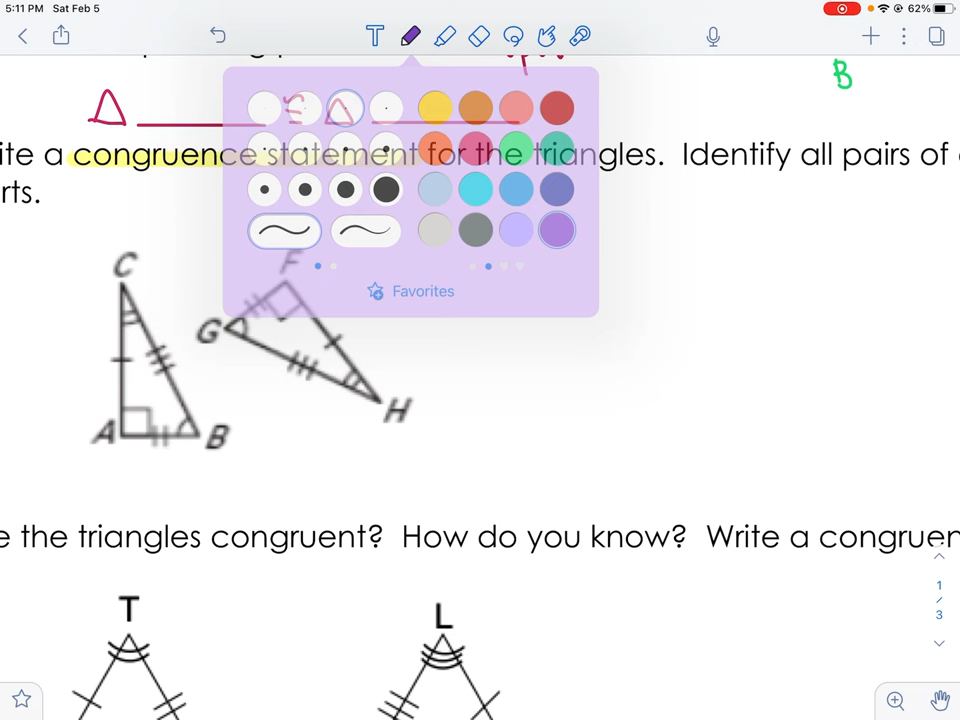 5:11 PM Sat Feb 5
62%
T
B
Δ ≅ Δ
ite a congruence statement for the triangles. Identify all pairs of
rts.
Favorites
C
F
G
A
B
H
e the triangles congruent? How do you know? Write a congruen
1
/
3
T
L